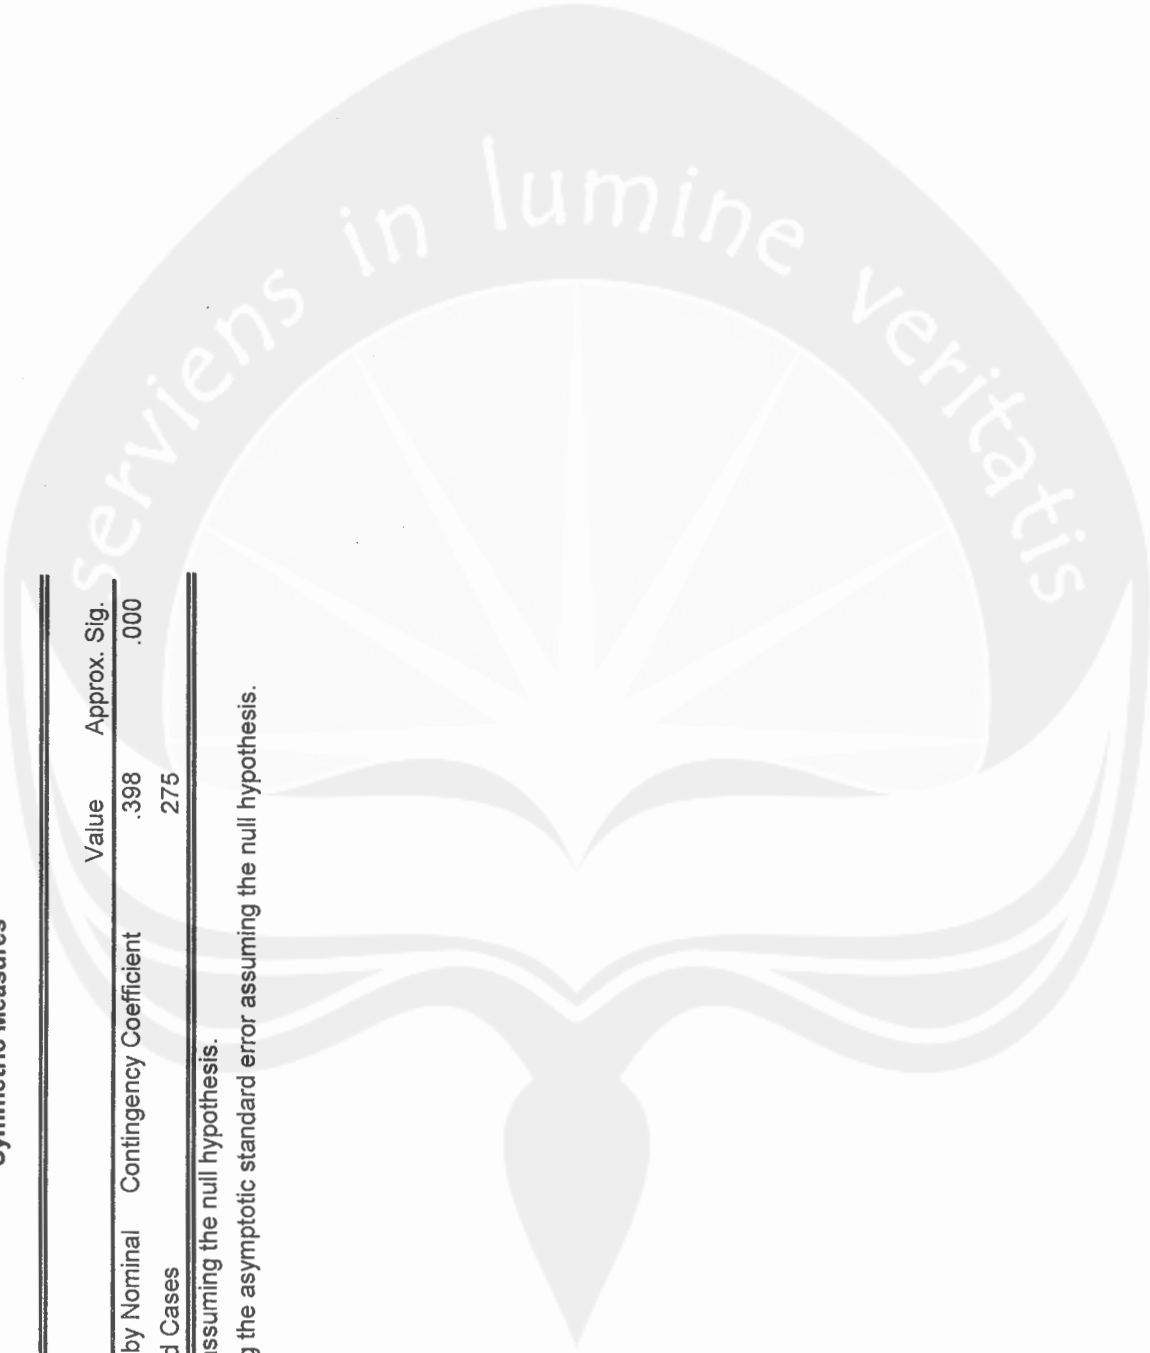 Symmetric Measures
Value Approx. Sig.
by Nominal Contingency Coefficient .398 .000
Cases 275
assuming the null hypothesis.
the asymptotic standard error assuming the null hypothesis.
serviens in lumine veritatis